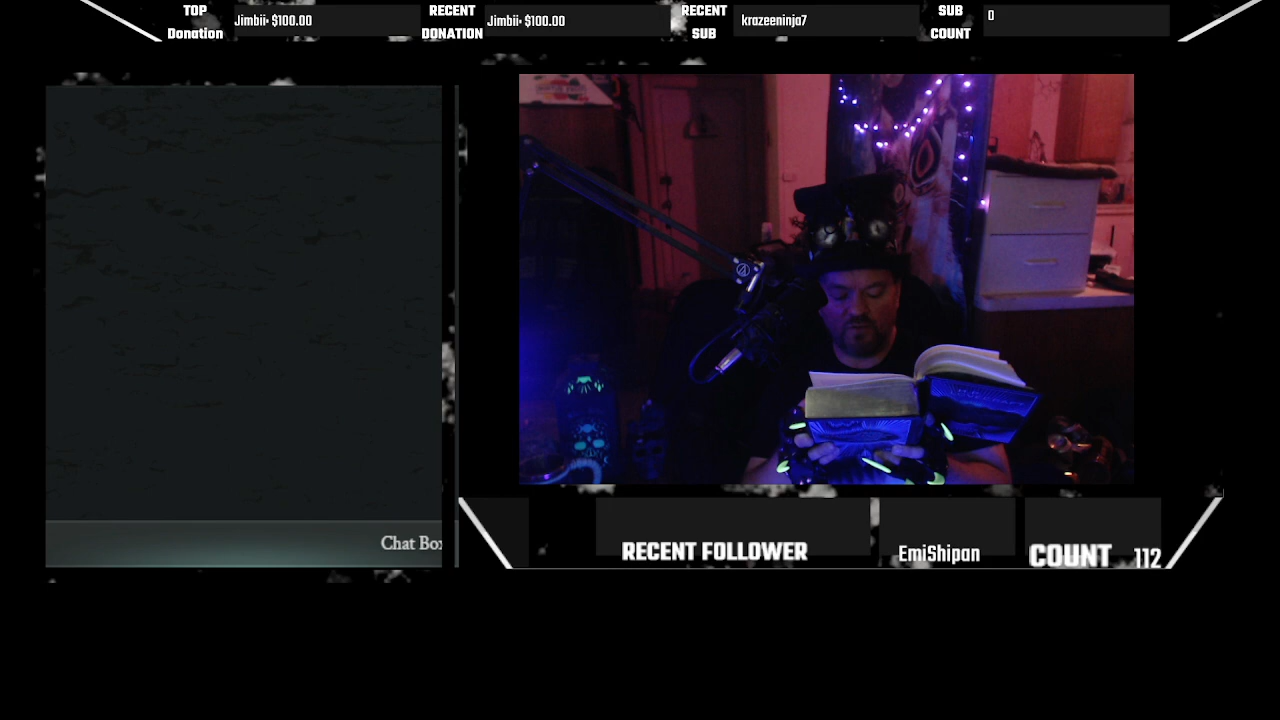 TOP
Donation
Jimbii• $100.00
RECENT
DONATION
Jimbii• $100.00
RECENT
SUB
krazeeninja7
SUB
COUNT
0
Chat Box
RECENT FOLLOWER
EmiShipan
COUNT
112